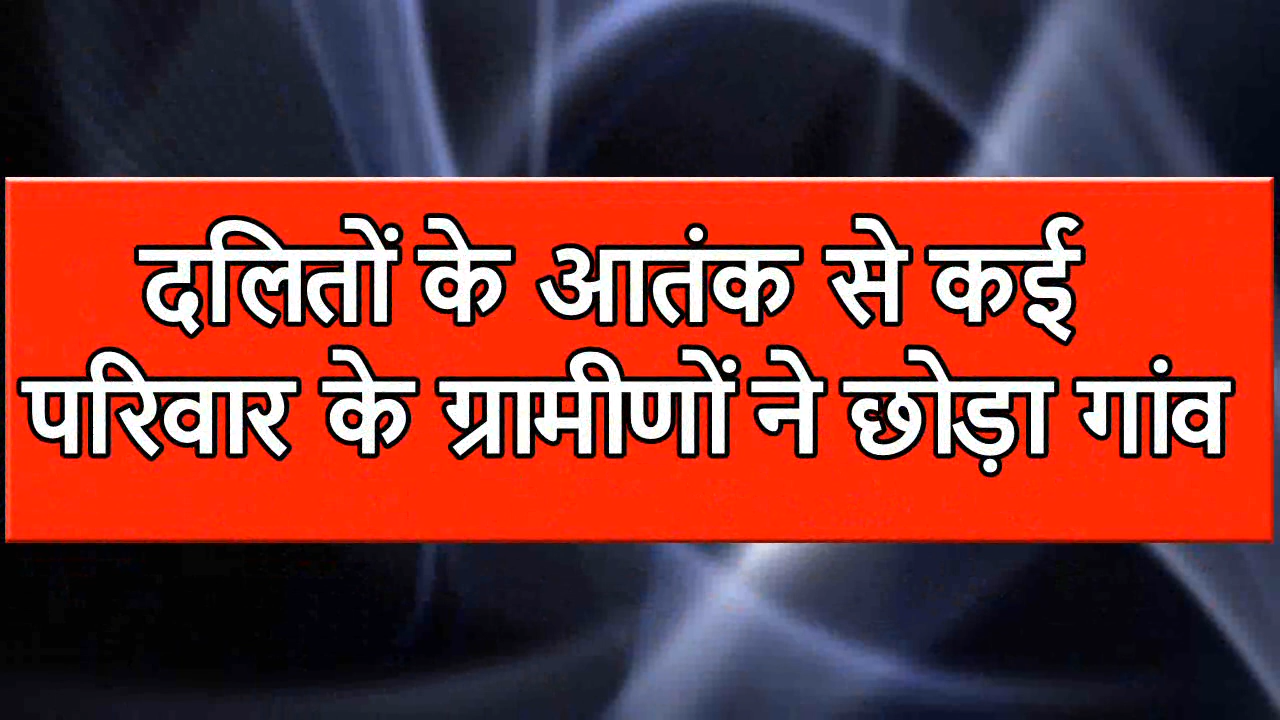 दलितों के आतंक से कई
परिवार के ग्रामीणों ने छोड़ा गांव